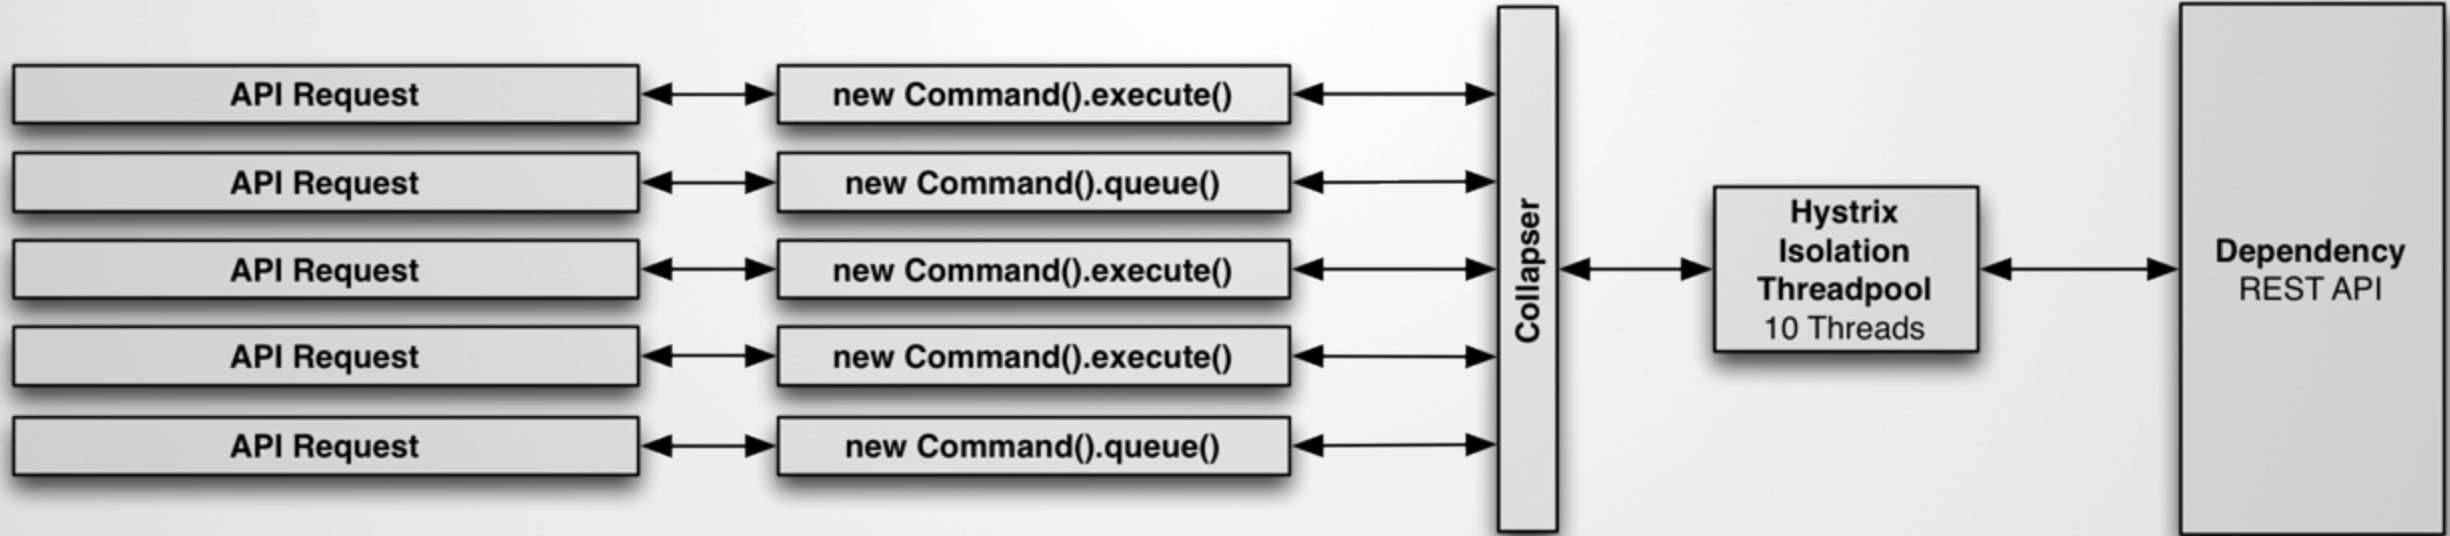 API Request
new Command().execute()
API Request
new Command().queue()
API Request
new Command().execute()
API Request
new Command().execute()
API Request
new Command().queue()
Collapser
Hystrix
Isolation
Threadpool
10 Threads
Dependency
REST API